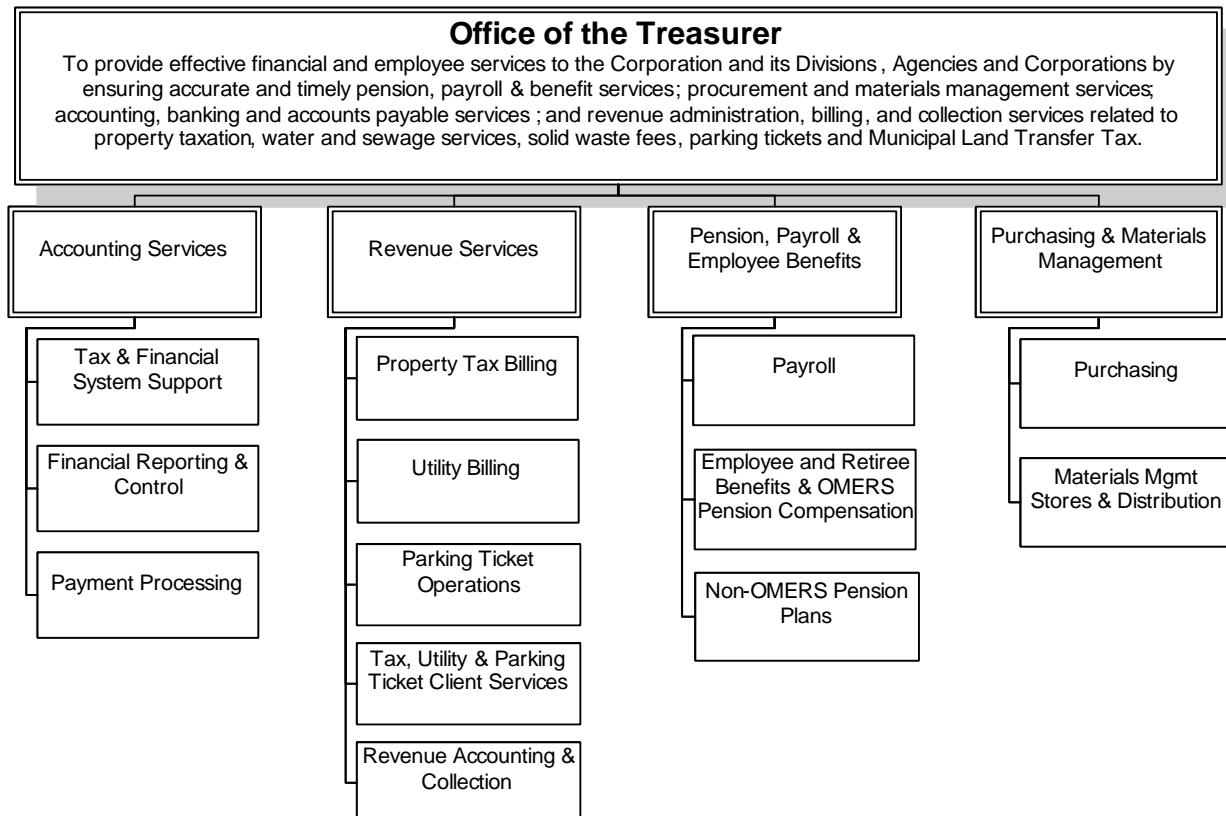 Office of the Treasurer
To provide effective financial and employee services to the Corporation and its Divisions, Agencies and Corporations by
ensuring accurate and timely pension, payroll & benefit services; procurement and materials management services;
accounting, banking and accounts payable services ; and revenue administration, billing, and collection services related to
property taxation, water and sewage services, solid waste fees, parking tickets and Municipal Land Transfer Tax.
Accounting Services
Tax & Financial
System Support
Financial Reporting &
Control
Payment Processing
Revenue Services
Property Tax Billing
Utility Billing
Parking Ticket
Operations
Tax, Utility & Parking
Ticket Client Services
Revenue Accounting &
Collection
Pension, Payroll &
Employee Benefits
Payroll
Employee and Retiree
Benefits & OMERS
Pension Compensation
Non-OMERS Pension
Plans
Purchasing & Materials
Management
Purchasing
Materials Mgmt
Stores & Distribution